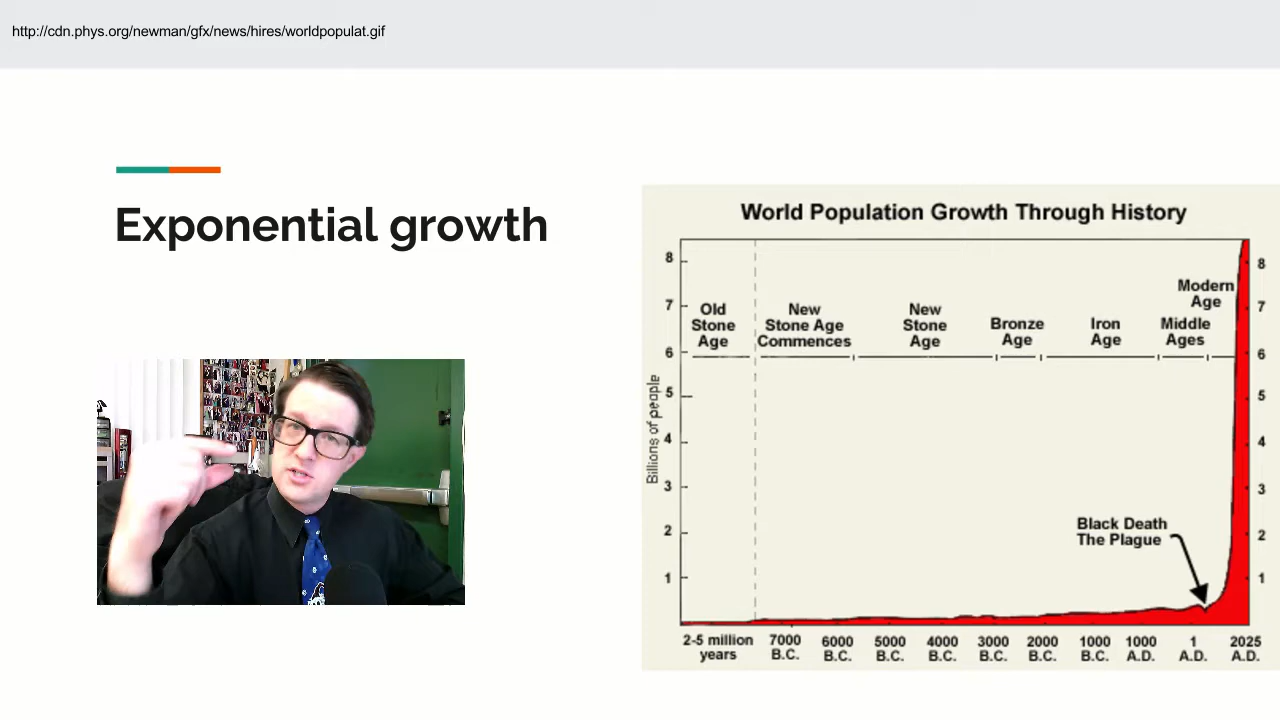 http://cdn.phys.org/newman/gfx/news/hires/worldpopulat.gif
Exponential growth
World Population Growth Through History
Billions of people
8
7
6
5
4
3
2
1
Old
Stone
Age
New
Stone Age
Commences
New
Stone
Age
Bronze
Age
Iron
Age
Middle
Ages
Modern
Age
8
7
6
5
4
3
2
1
Black Death
The Plague
2-5 million
years
7000
B.C.
6000
B.C.
5000
B.C.
4000
B.C.
3000
B.C.
2000
B.C.
1000
B.C.
1000
A.D.
1
A.D.
2025
A.D.